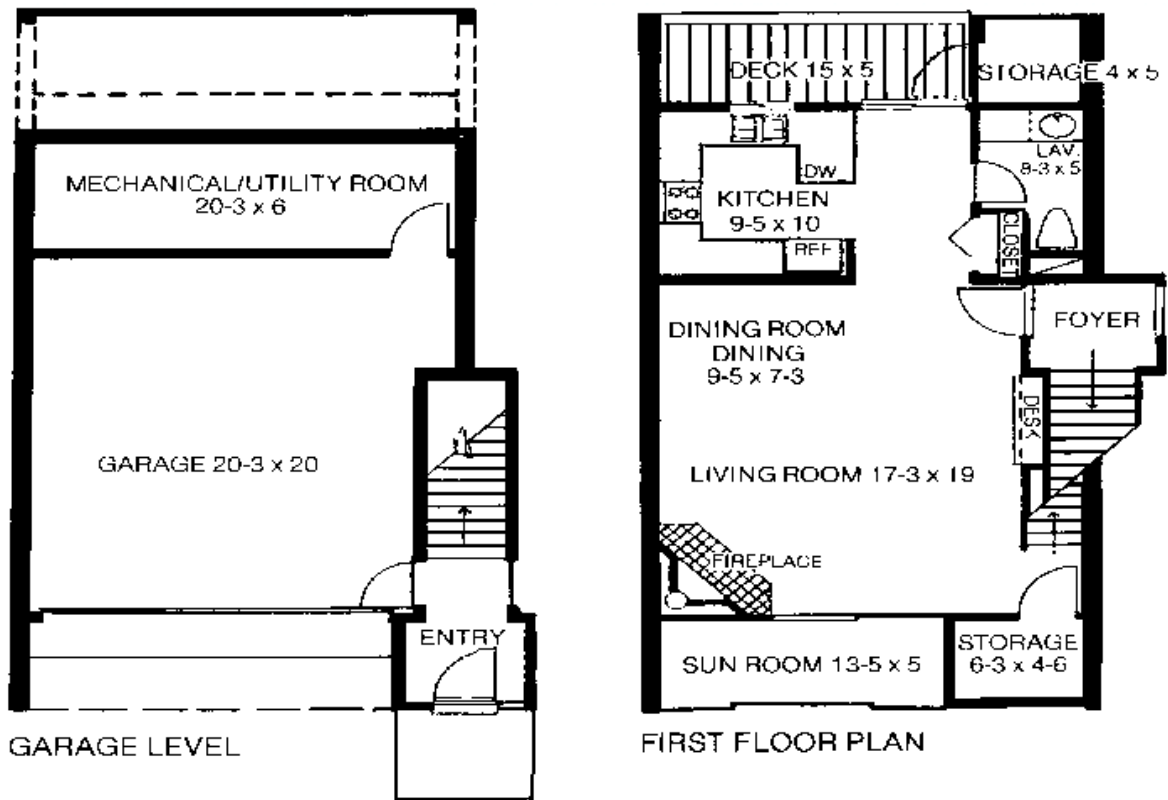 MECHANICAL/UTILITY ROOM
20-3 x 6
GARAGE 20-3 x 20
ENTRY
GARAGE LEVEL
DECK 15 x 5
STORAGE 4 x 5
LAV.
8-3 x 5
DW
KITCHEN
9-5 x 10
REF
CLOSET
FOYER
DINING ROOM
DINING
9-5 x 7-3
DESK
LIVING ROOM 17-3 x 19
FIREPLACE
SUN ROOM 13-5 x 5
STORAGE
6-3 x 4-6
FIRST FLOOR PLAN